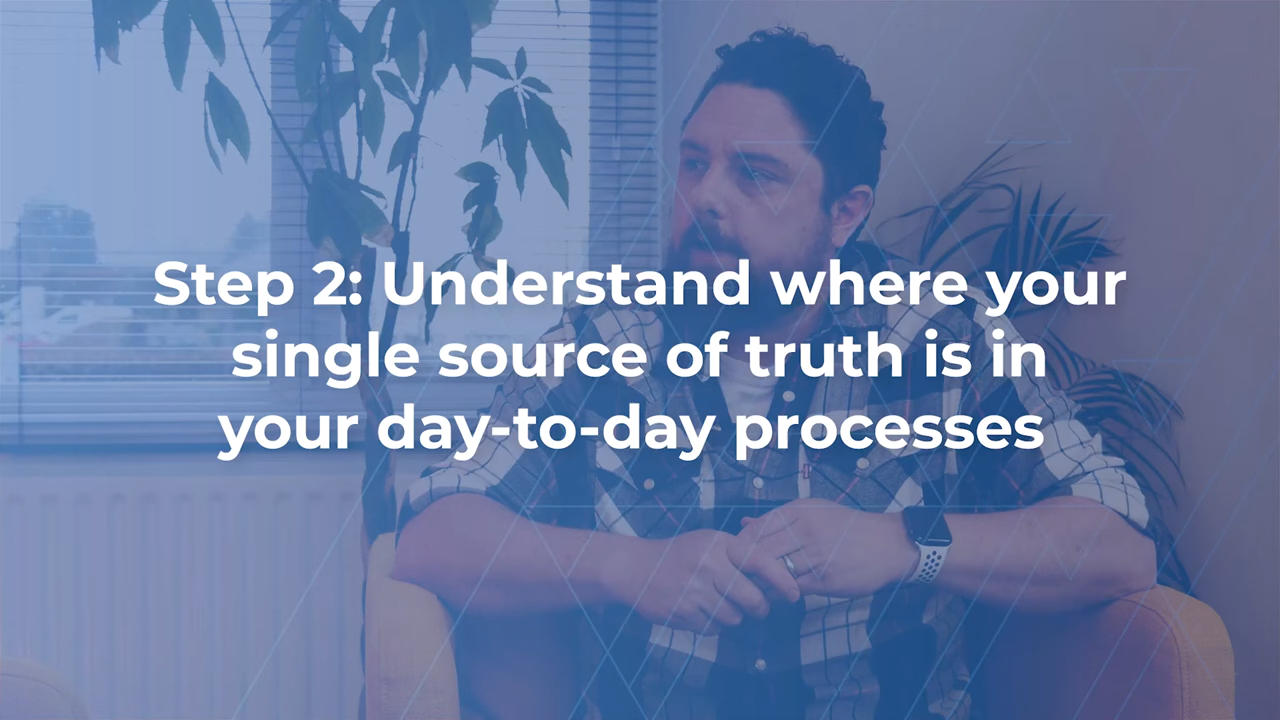 Step 2: Understand where your
single source of truth is in
your day-to-day processes